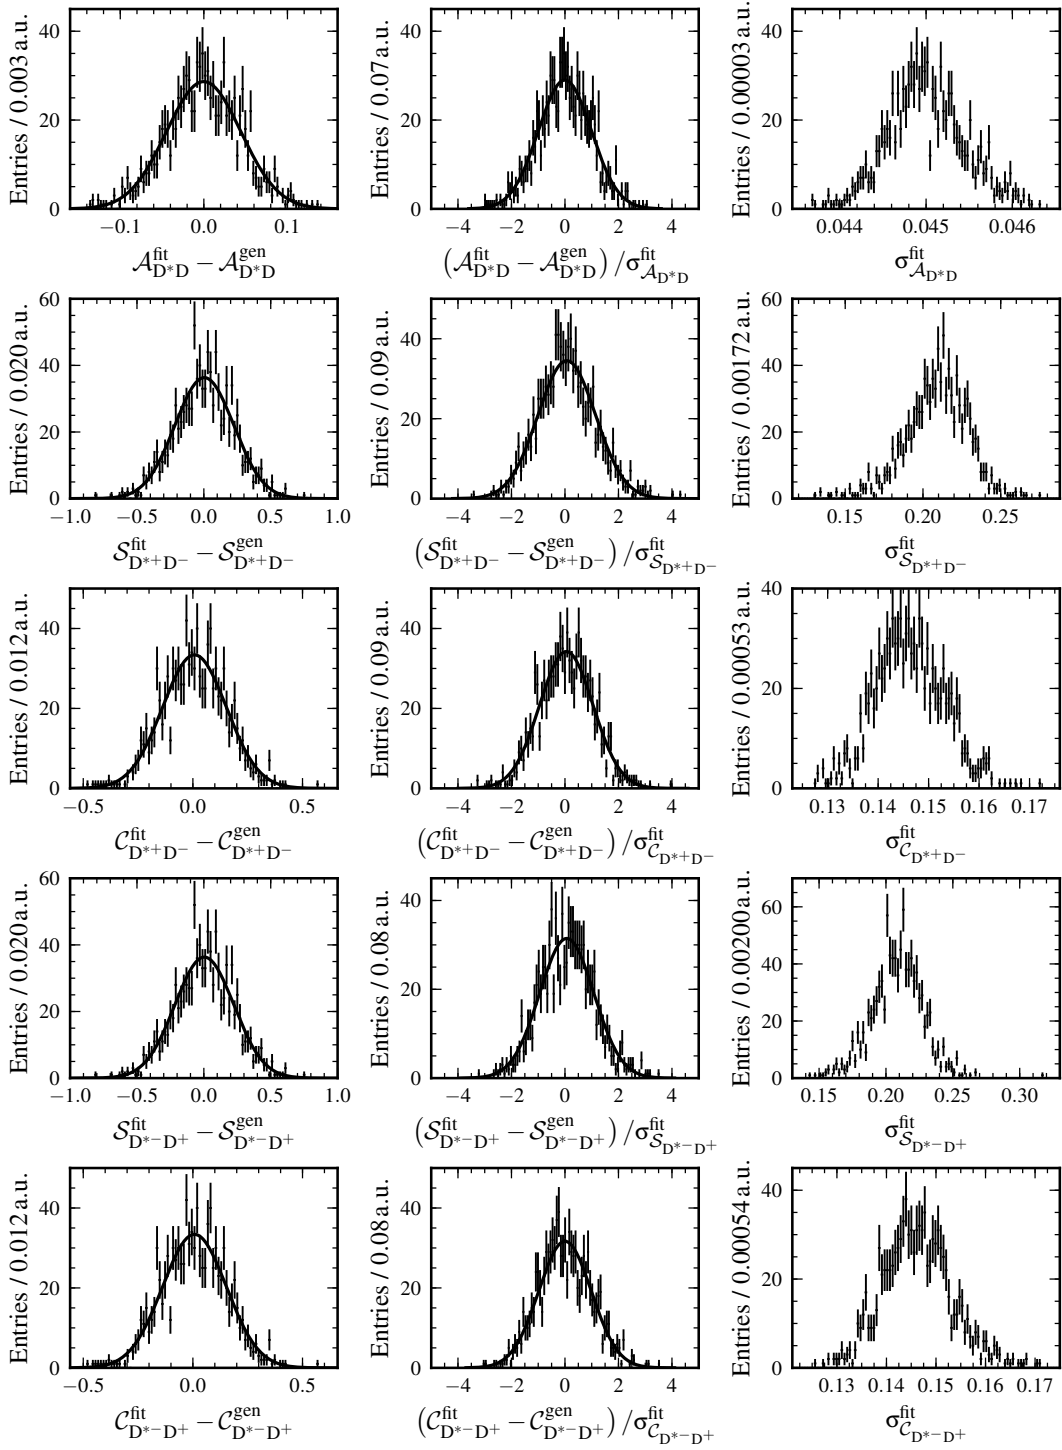 Entries / 0.003 a.u.
40
20
0
−0.1 0.0 0.1
𝒜^fit_D*D − 𝒜^gen_D*D
Entries / 0.07 a.u.
40
20
0
−4 −2 0 2 4
(𝒜^fit_D*D − 𝒜^gen_D*D)/σ^fit_𝒜_D*D
Entries / 0.00003 a.u.
40
20
0
0.044 0.045 0.046
σ^fit_𝒜_D*D
Entries / 0.020 a.u.
60
40
20
0
−1.0 −0.5 0.0 0.5 1.0
𝒮^fit_D*+D− − 𝒮^gen_D*+D−
Entries / 0.09 a.u.
40
20
0
−4 −2 0 2 4
(𝒮^fit_D*+D− − 𝒮^gen_D*+D−)/σ^fit_𝒮_D*+D−
Entries / 0.00172 a.u.
60
40
20
0
0.15 0.20 0.25
σ^fit_𝒮_D*+D−
Entries / 0.012 a.u.
40
20
0
−0.5 0.0 0.5
𝒞^fit_D*+D− − 𝒞^gen_D*+D−
Entries / 0.09 a.u.
40
20
0
−4 −2 0 2 4
(𝒞^fit_D*+D− − 𝒞^gen_D*+D−)/σ^fit_𝒞_D*+D−
Entries / 0.00053 a.u.
40
20
0
0.13 0.14 0.15 0.16 0.17
σ^fit_𝒞_D*+D−
Entries / 0.020 a.u.
60
40
20
0
−1.0 −0.5 0.0 0.5 1.0
𝒮^fit_D*−D+ − 𝒮^gen_D*−D+
Entries / 0.08 a.u.
40
20
0
−4 −2 0 2 4
(𝒮^fit_D*−D+ − 𝒮^gen_D*−D+)/σ^fit_𝒮_D*−D+
Entries / 0.00200 a.u.
60
40
20
0
0.15 0.20 0.25 0.30
σ^fit_𝒮_D*−D+
Entries / 0.012 a.u.
40
20
0
−0.5 0.0 0.5
𝒞^fit_D*−D+ − 𝒞^gen_D*−D+
Entries / 0.08 a.u.
40
20
0
−4 −2 0 2 4
(𝒞^fit_D*−D+ − 𝒞^gen_D*−D+)/σ^fit_𝒞_D*−D+
Entries / 0.00054 a.u.
40
20
0
0.13 0.14 0.15 0.16 0.17
σ^fit_𝒞_D*−D+